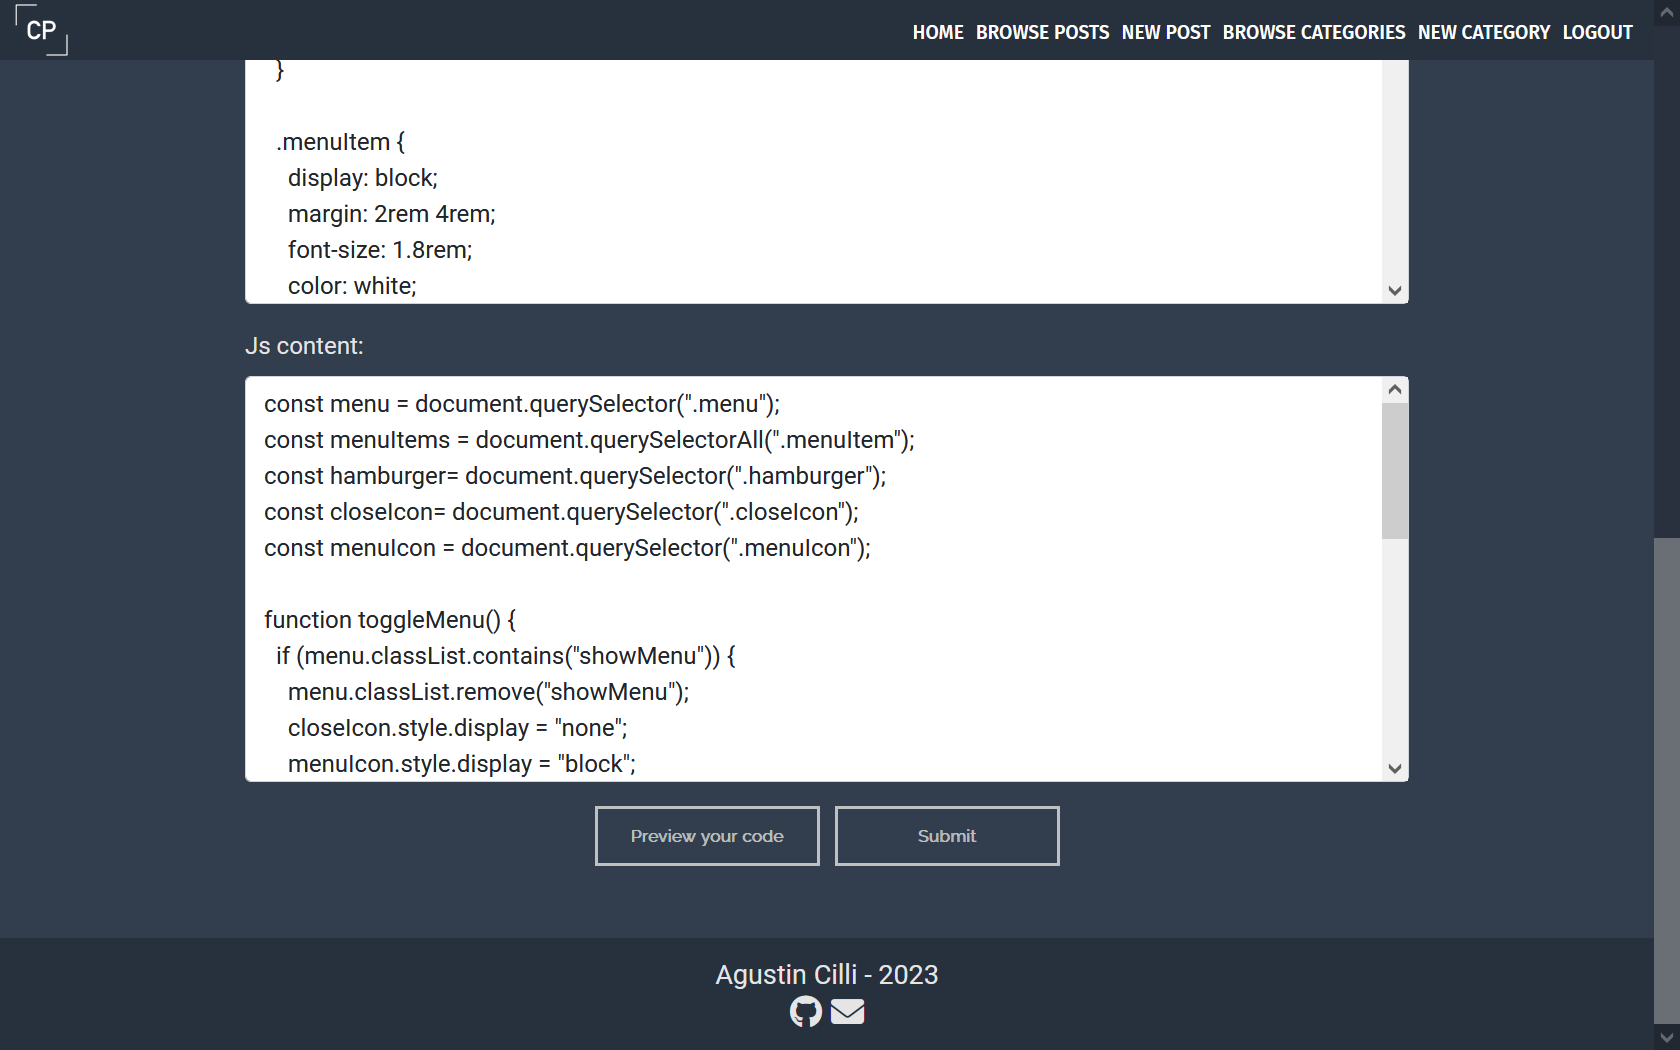 CP
HOME BROWSE POSTS NEW POST BROWSE CATEGORIES NEW CATEGORY LOGOUT
}
.menuItem {
display: block;
margin: 2rem 4rem;
font-size: 1.8rem;
color: white;
Js content:
const menu = document.querySelector(".menu");
const menuItems = document.querySelectorAll(".menuItem");
const hamburger= document.querySelector(".hamburger");
const closeIcon= document.querySelector(".closeIcon");
const menuIcon = document.querySelector(".menuIcon");
function toggleMenu() {
if (menu.classList.contains("showMenu")) {
menu.classList.remove("showMenu");
closeIcon.style.display = "none";
menuIcon.style.display = "block";
Preview your code
Submit
Agustin Cilli - 2023